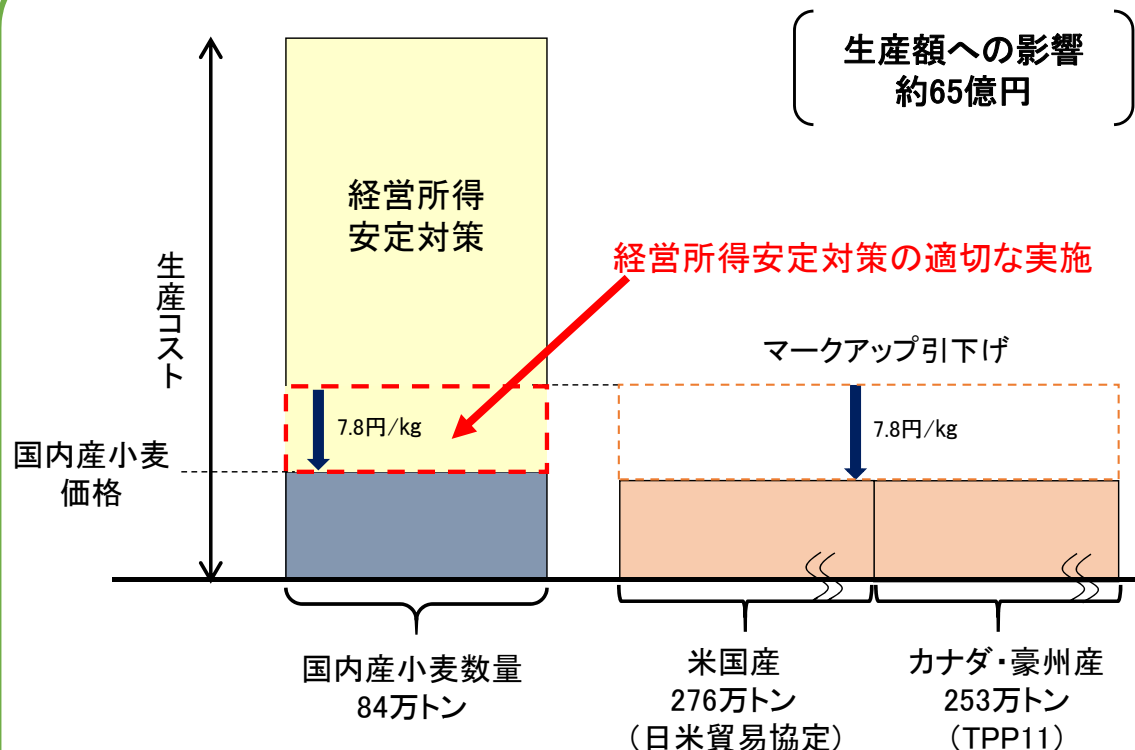 生産額への影響
約65億円
経営所得
安定対策
経営所得安定対策の適切な実施
生産コスト
マークアップ引下げ
7.8円/kg
7.8円/kg
国内産小麦
価格
国内産小麦数量
84万トン
米国産
276万トン
（日米貿易協定）
カナダ・豪州産
253万トン
（TPP11）